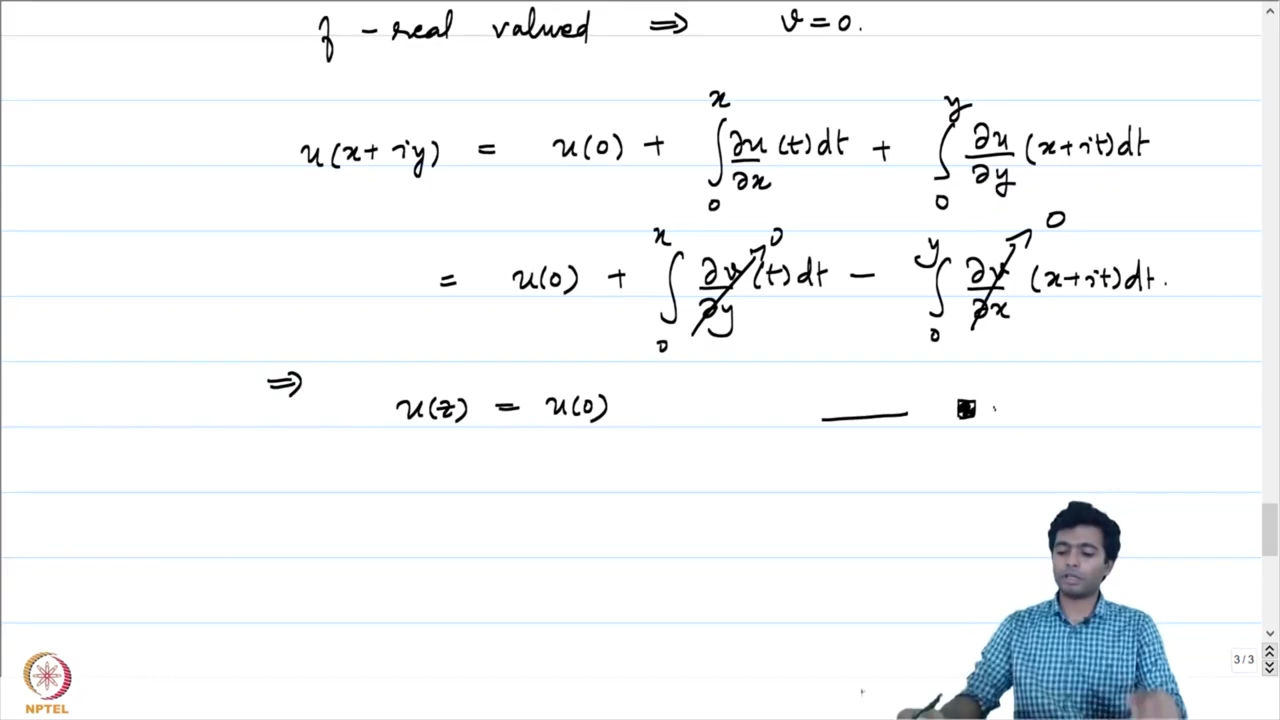 f - real valued ⟹ v = 0.
u(x+iy) = u(0) + ∫₀ˣ ∂u/∂x (t)dt + ∫₀ʸ ∂u/∂y (x+it)dt
= u(0) + ∫₀ˣ ∂v/∂y (t)dt → 0 − ∫₀ʸ ∂v/∂x (x+it)dt. → 0
⟹
u(z) = u(0) —— ■.
3/3
NPTEL